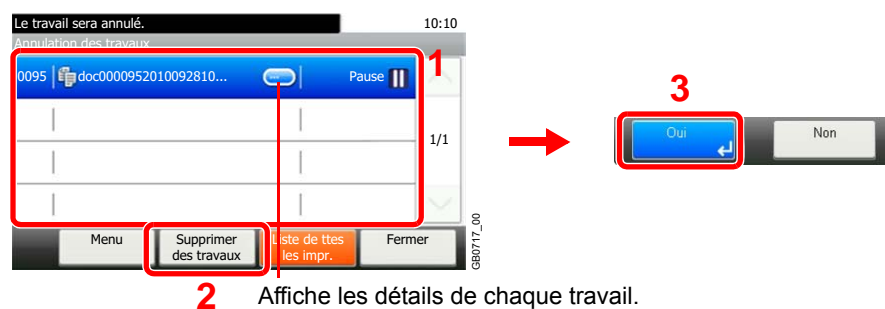 Le travail sera annulé.
10:10
Annulation des travaux
1
0095
doc0000952010092810...
Pause
1/1
Menu
Supprimer
des travaux
Liste de ttes
les impr.
Fermer
GB0717_00
2
Affiche les détails de chaque travail.
3
Oui
Non